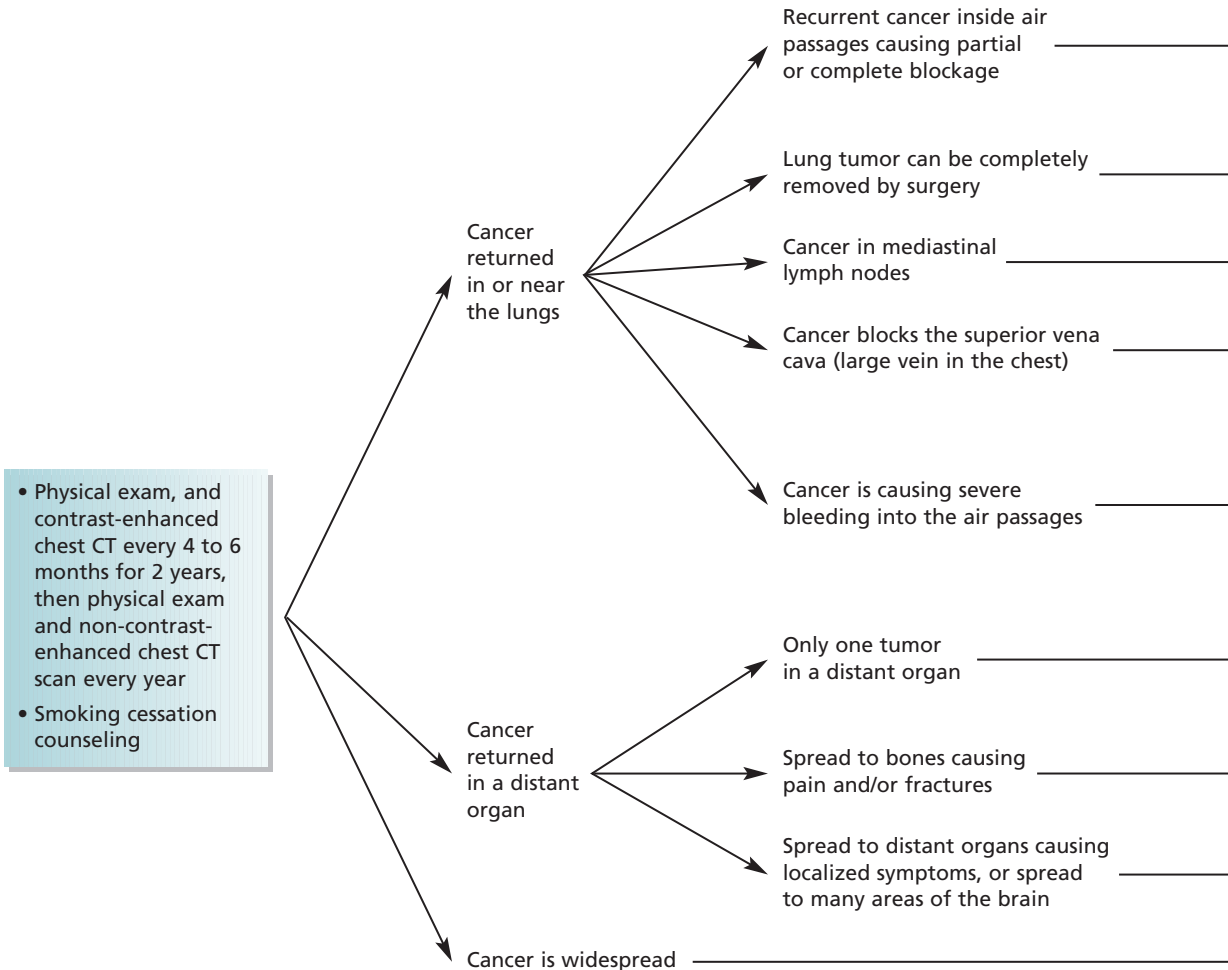 Recurrent cancer inside air
passages causing partial
or complete blockage
Lung tumor can be completely
removed by surgery
Cancer
returned
in or near
the lungs
Cancer in mediastinal
lymph nodes
Cancer blocks the superior vena
cava (large vein in the chest)
Cancer is causing severe
bleeding into the air passages
• Physical exam, and
contrast-enhanced
chest CT every 4 to 6
months for 2 years,
then physical exam
and non-contrast-
enhanced chest CT
scan every year
• Smoking cessation
counseling
Only one tumor
in a distant organ
Cancer
returned
in a distant
organ
Spread to bones causing
pain and/or fractures
Spread to distant organs causing
localized symptoms, or spread
to many areas of the brain
Cancer is widespread